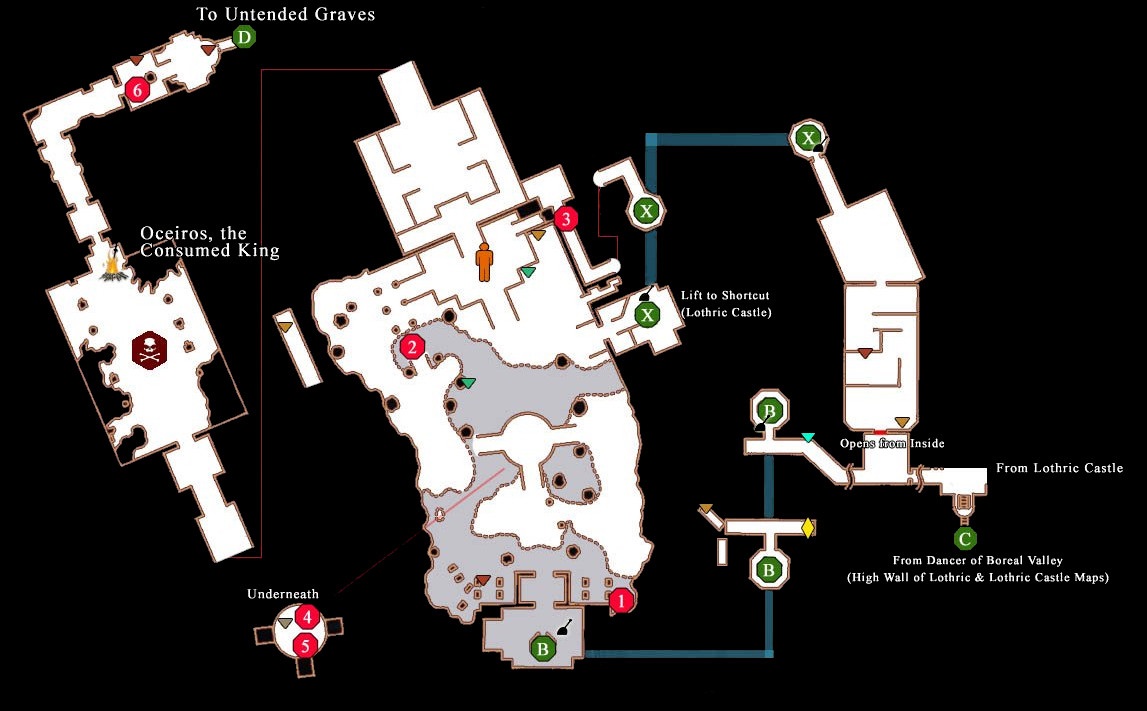 To Untended Graves
D
6
Oceiros, the
Consumed King
3
X
X
X
Lift to Shortcut
(Lothric Castle)
2
B
Opens from Inside
From Lothric Castle
C
From Dancer of Boreal Valley
(High Wall of Lothric & Lothric Castle Maps)
B
Underneath
4
5
1
B